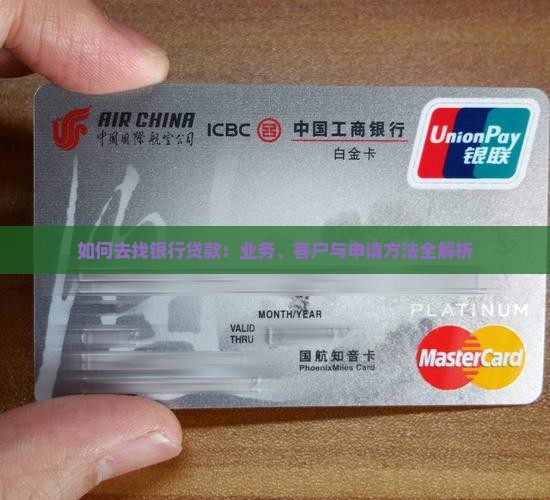 AIR CHINA
中国国际航空公司
ICBC 中国工商银行
白金卡
UnionPay
银联
如何去找银行贷款：业务、客户与申请方法全解析
PLATINUM
MONTH/YEAR
VALID
THRU
国航知音卡
PhoenixMiles Card
MasterCard